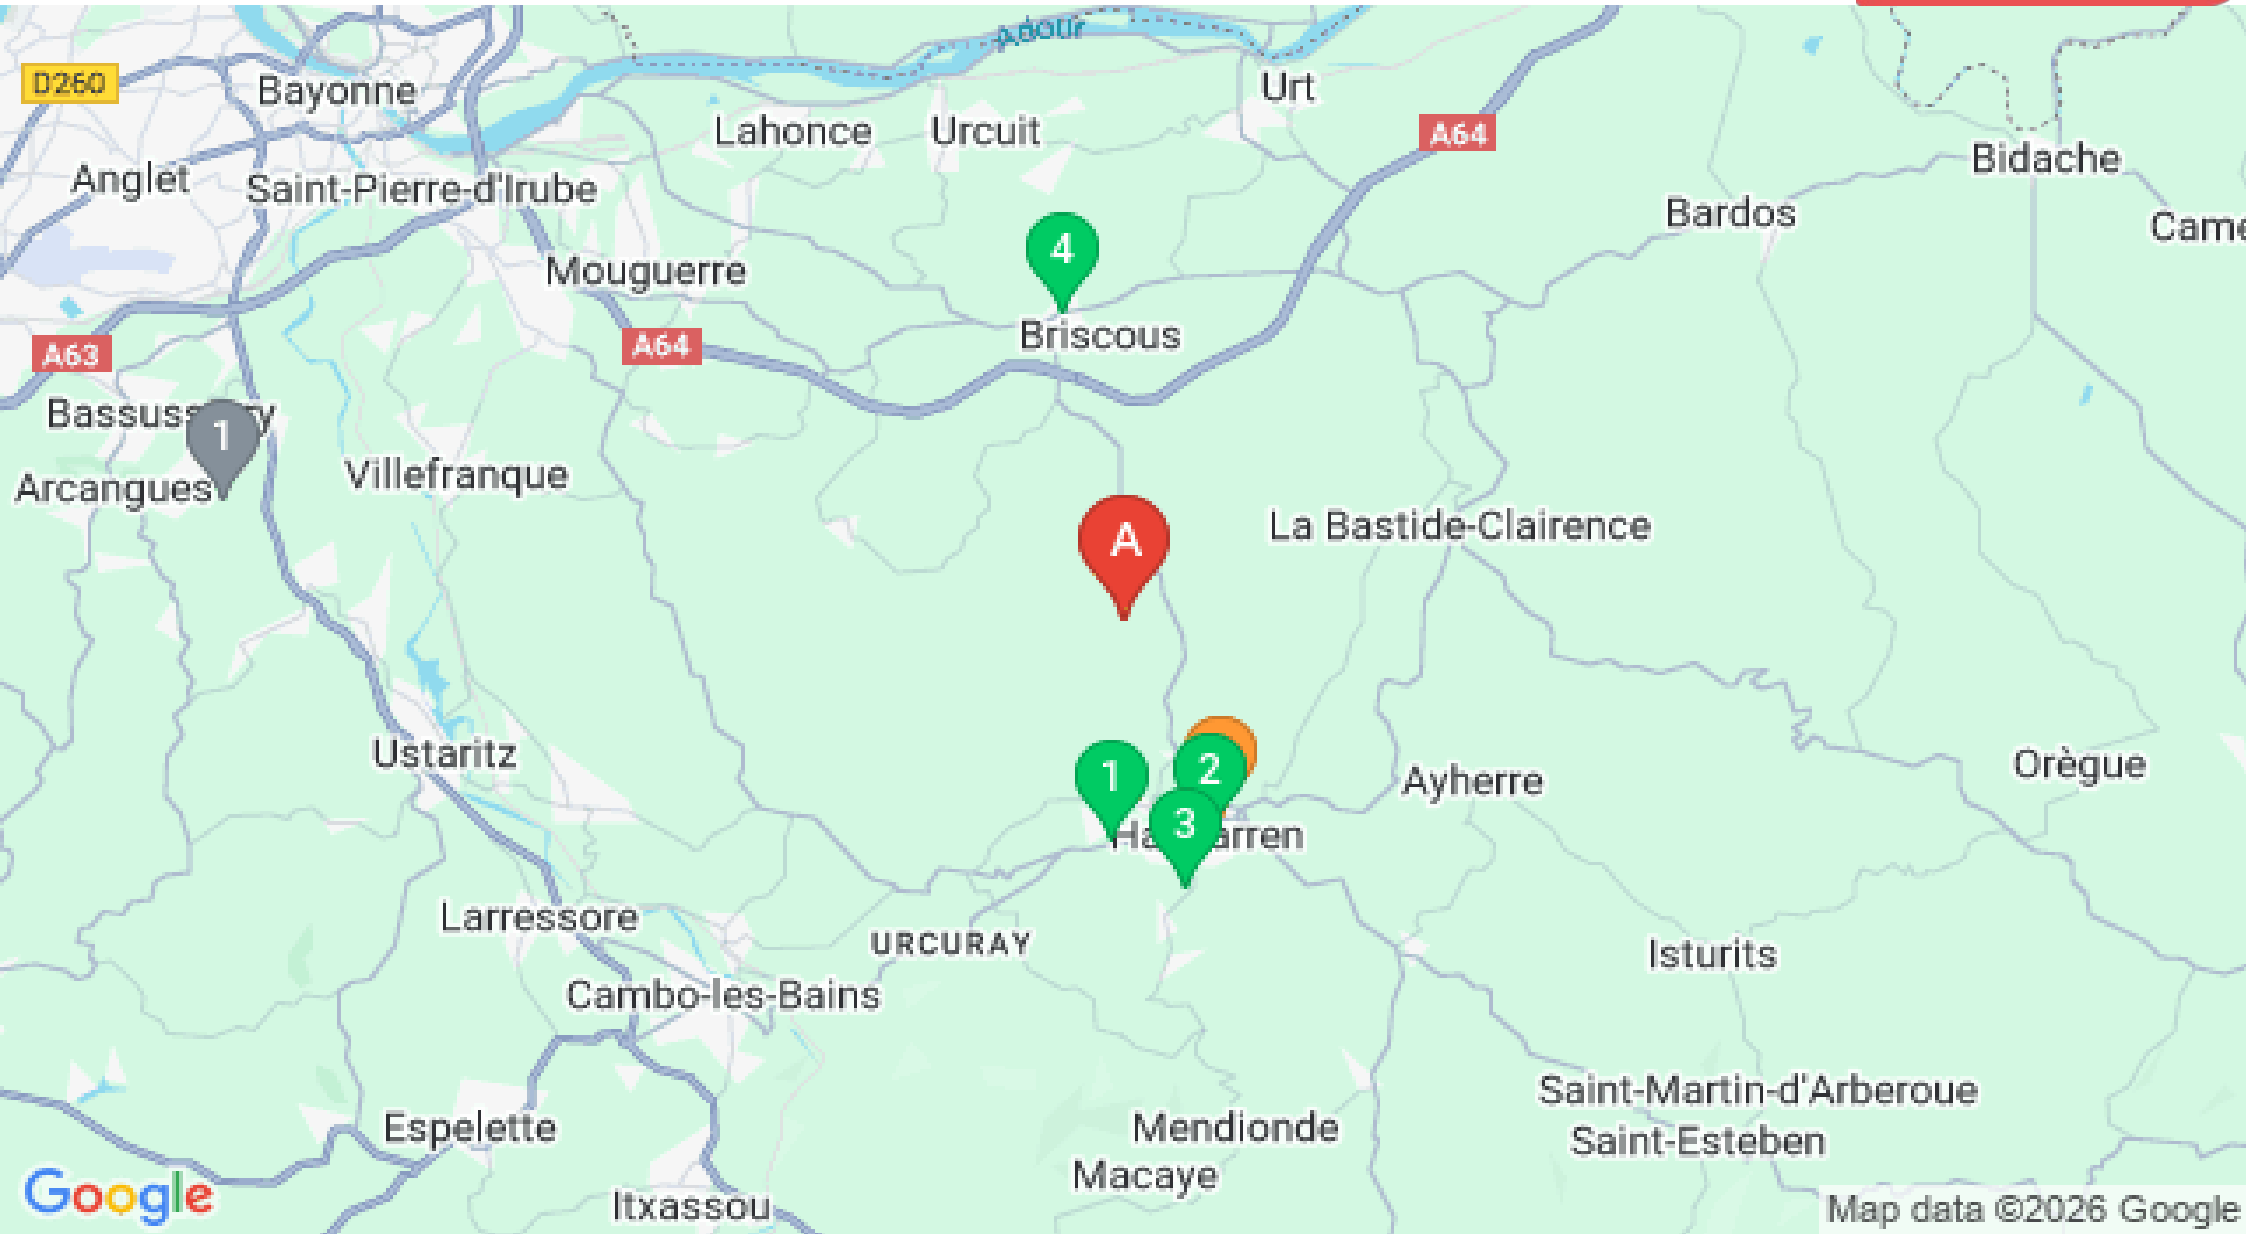 Adour
D260
Bayonne
Urt
Lahonce
Urcuit
A64
Bidache
Anglet
Saint-Pierre-d'Irube
Bardos
Came
4
Mouguerre
Briscous
A63
A64
1
Arcangues
Villefranque
La Bastide-Clairence
A
Ustaritz
1
2
Ayherre
Orègue
3
Larressore
URCURAY
Isturits
Cambo-les-Bains
Saint-Martin-d'Arberoue
Espelette
Mendionde
Saint-Esteben
Macaye
Itxassou
Google
Map data ©2026 Google